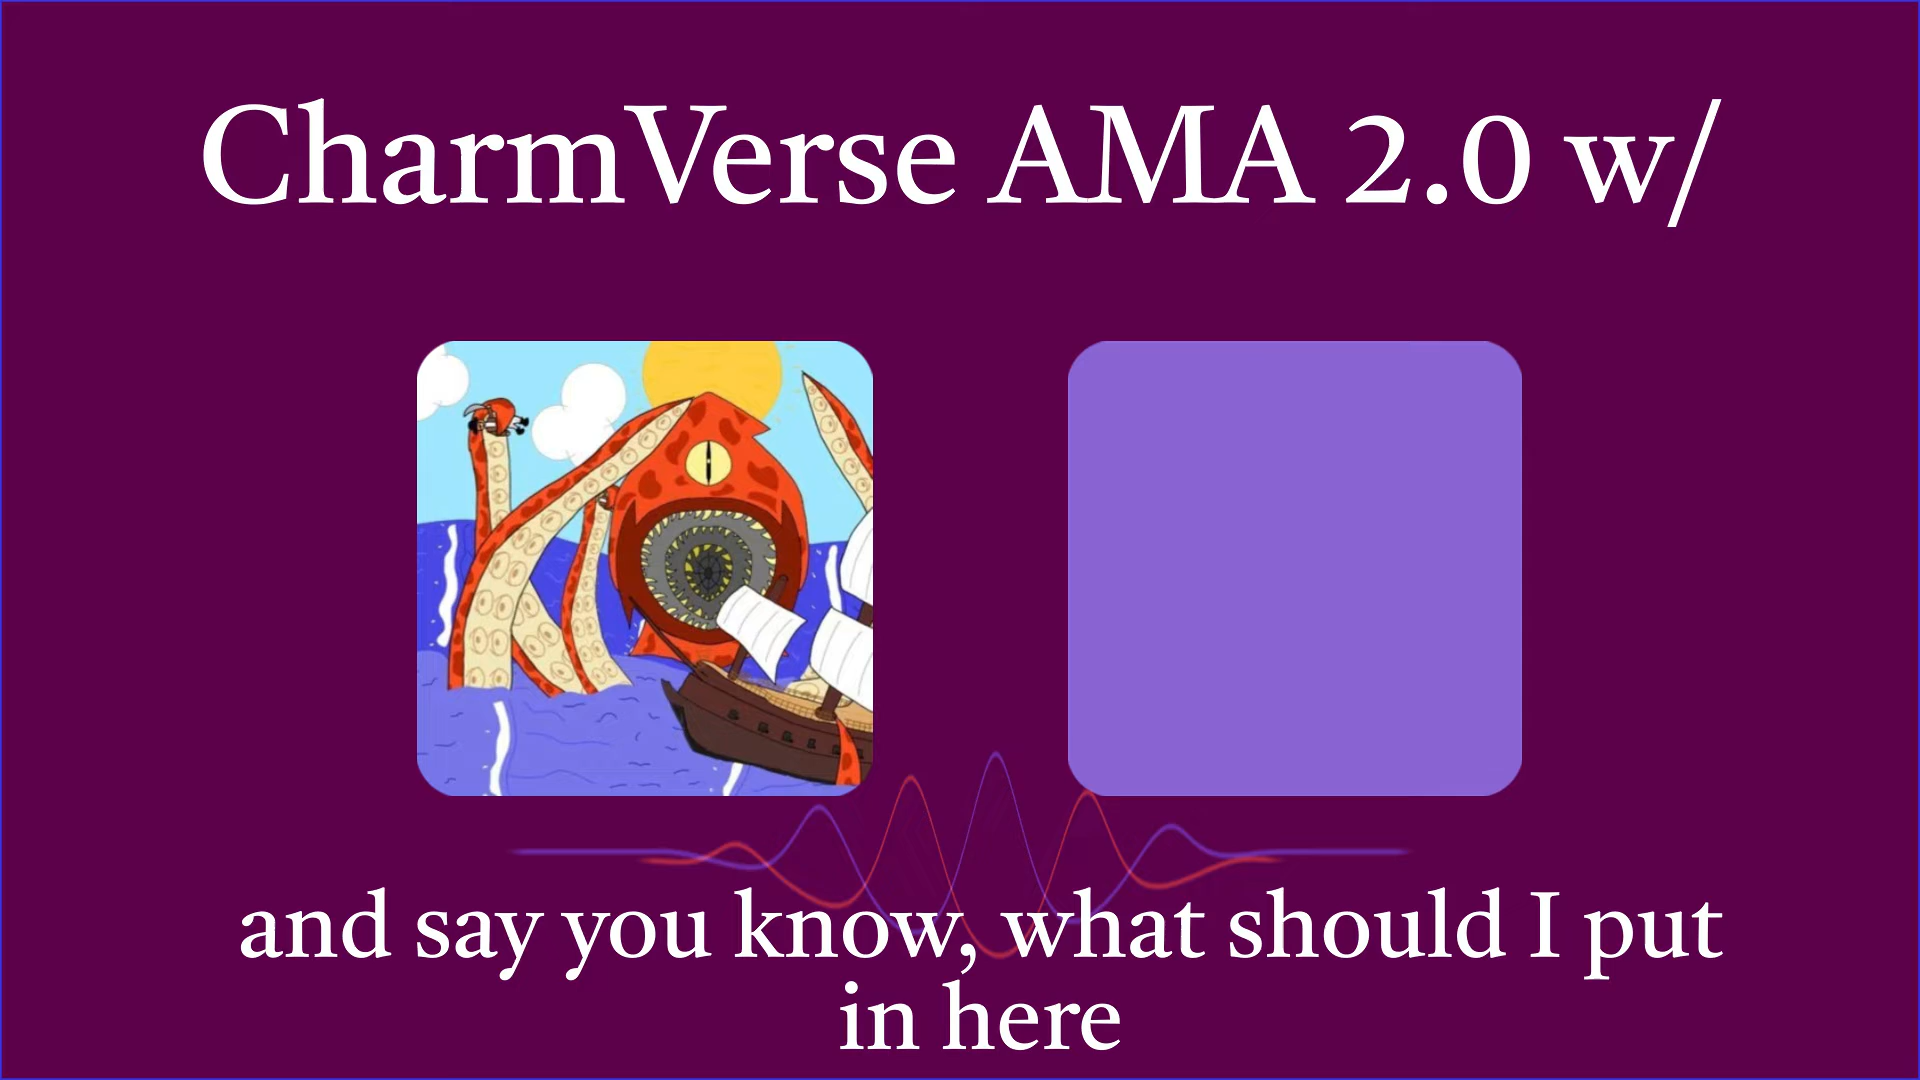 CharmVerse AMA 2.0 w/
and say you know, what should I put
in here